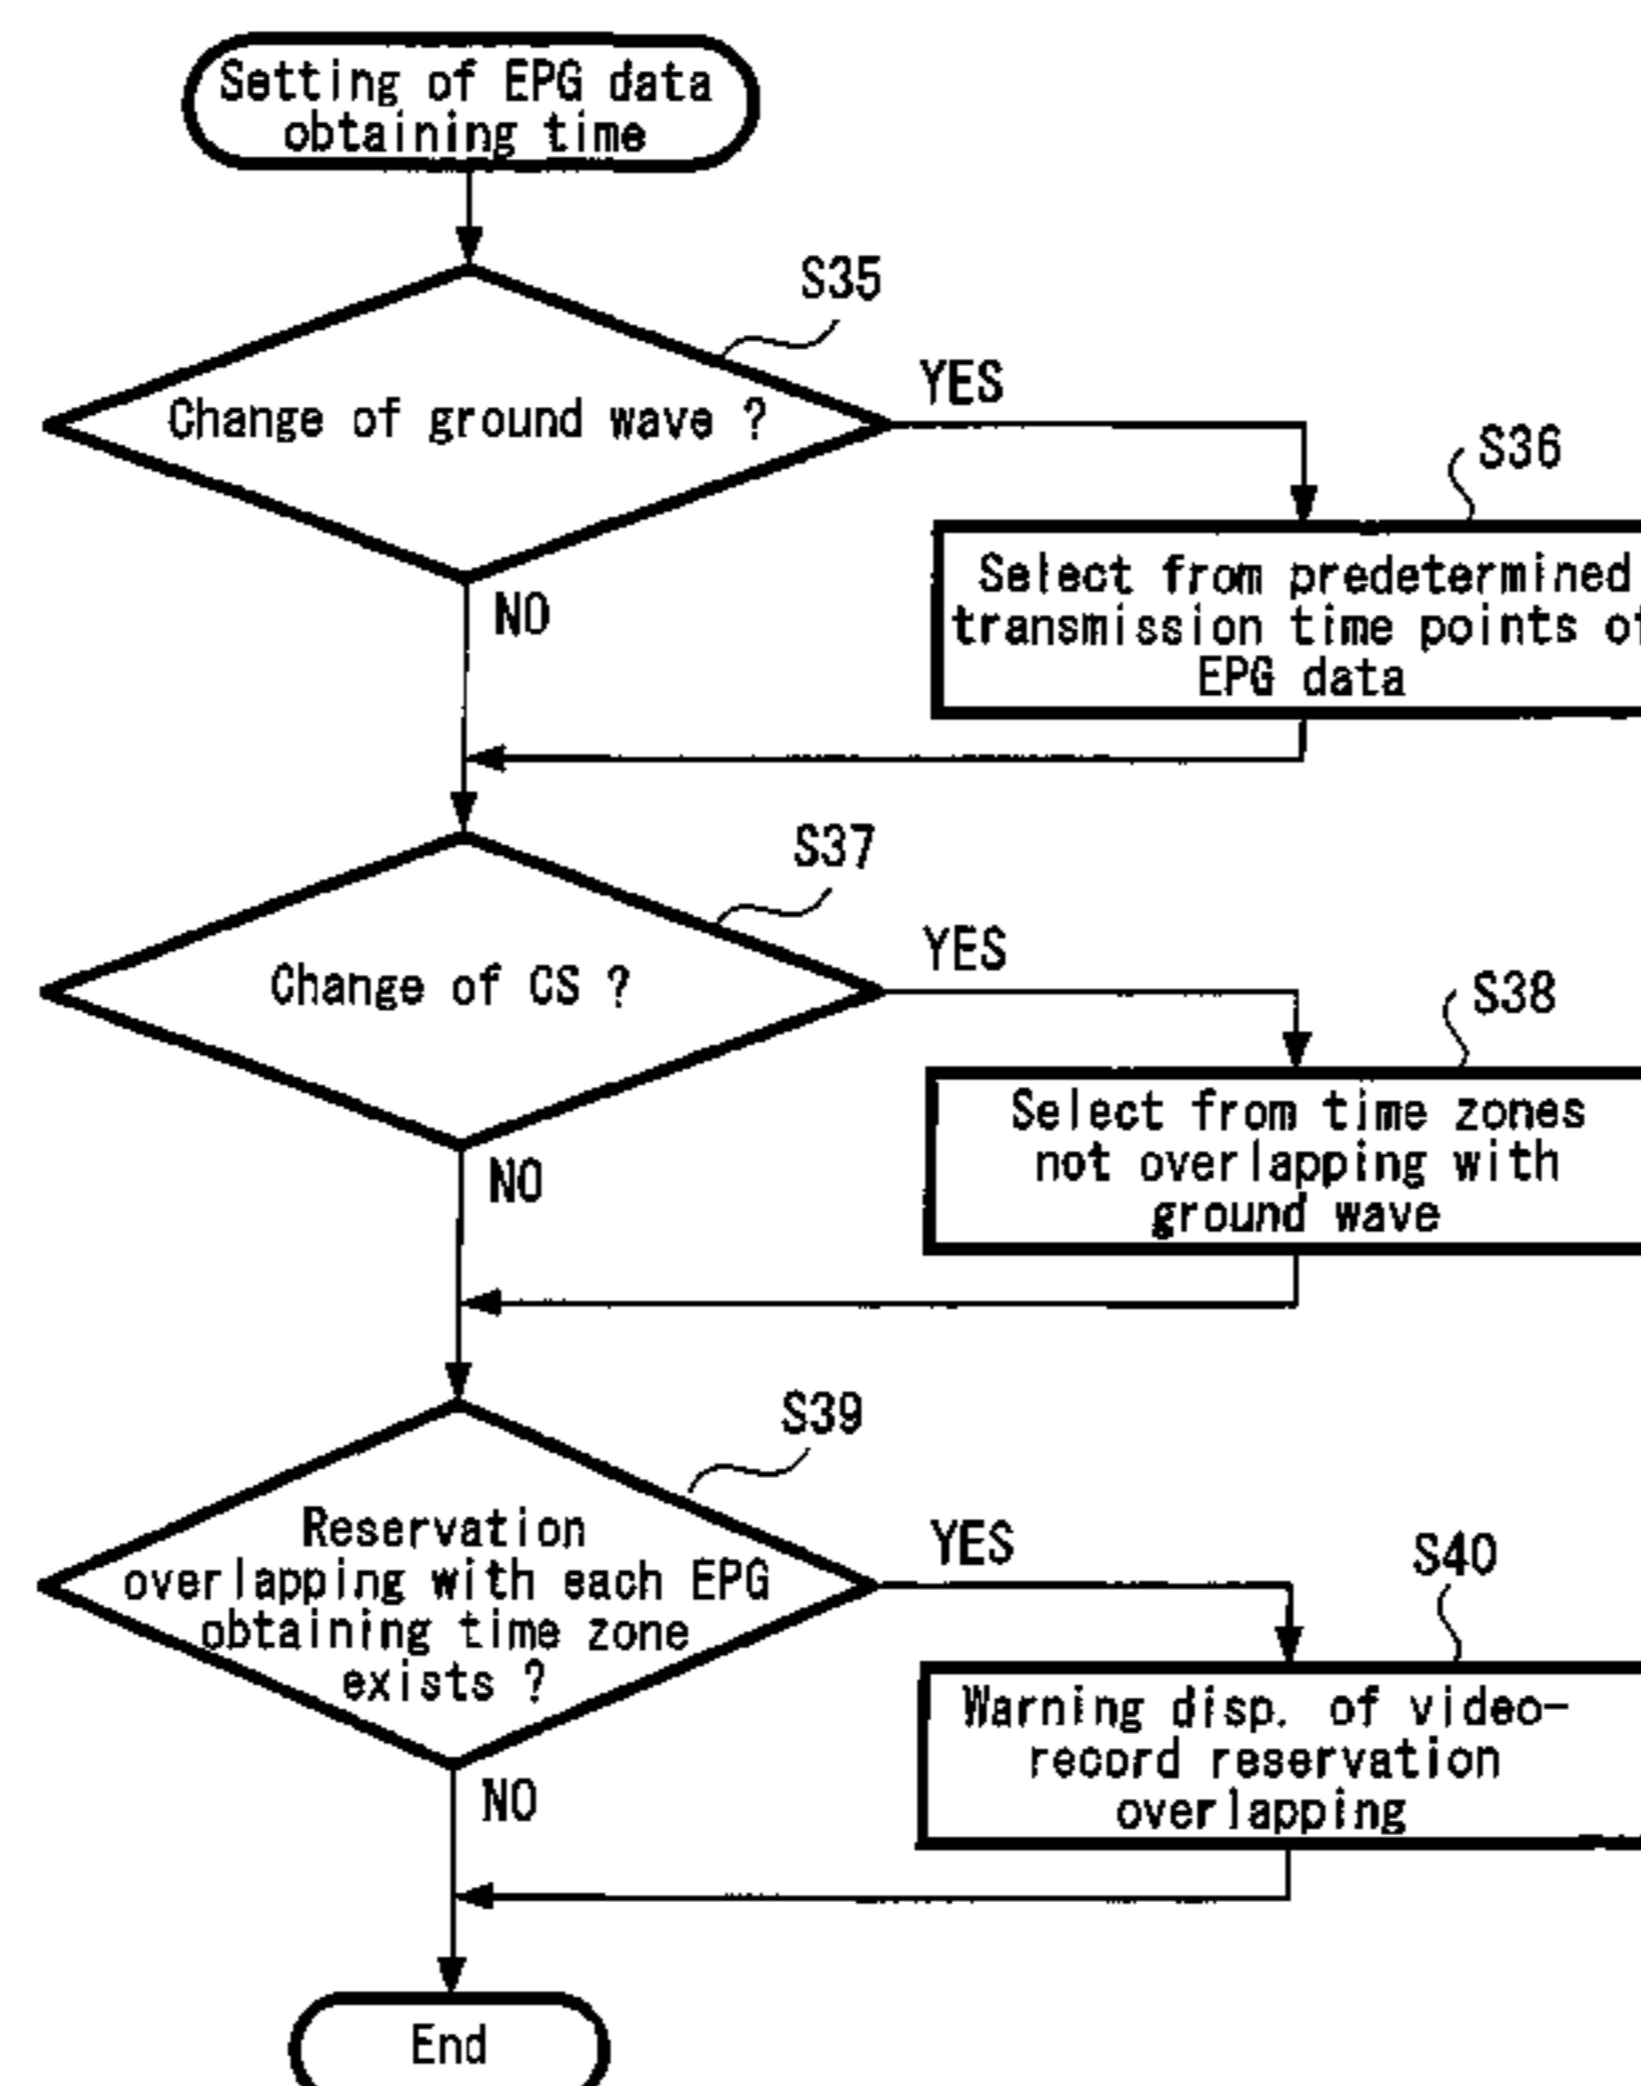 Setting of EPG data
obtaining time
S35
Change of ground wave ?
YES
NO
S36
Select from predetermined
transmission time points of
EPG data
S37
Change of CS ?
YES
NO
S38
Select from time zones
not overlapping with
ground wave
S39
Reservation
overlapping with each EPG
obtaining time zone
exists ?
YES
NO
S40
Warning disp. of video-
record reservation
overlapping
End